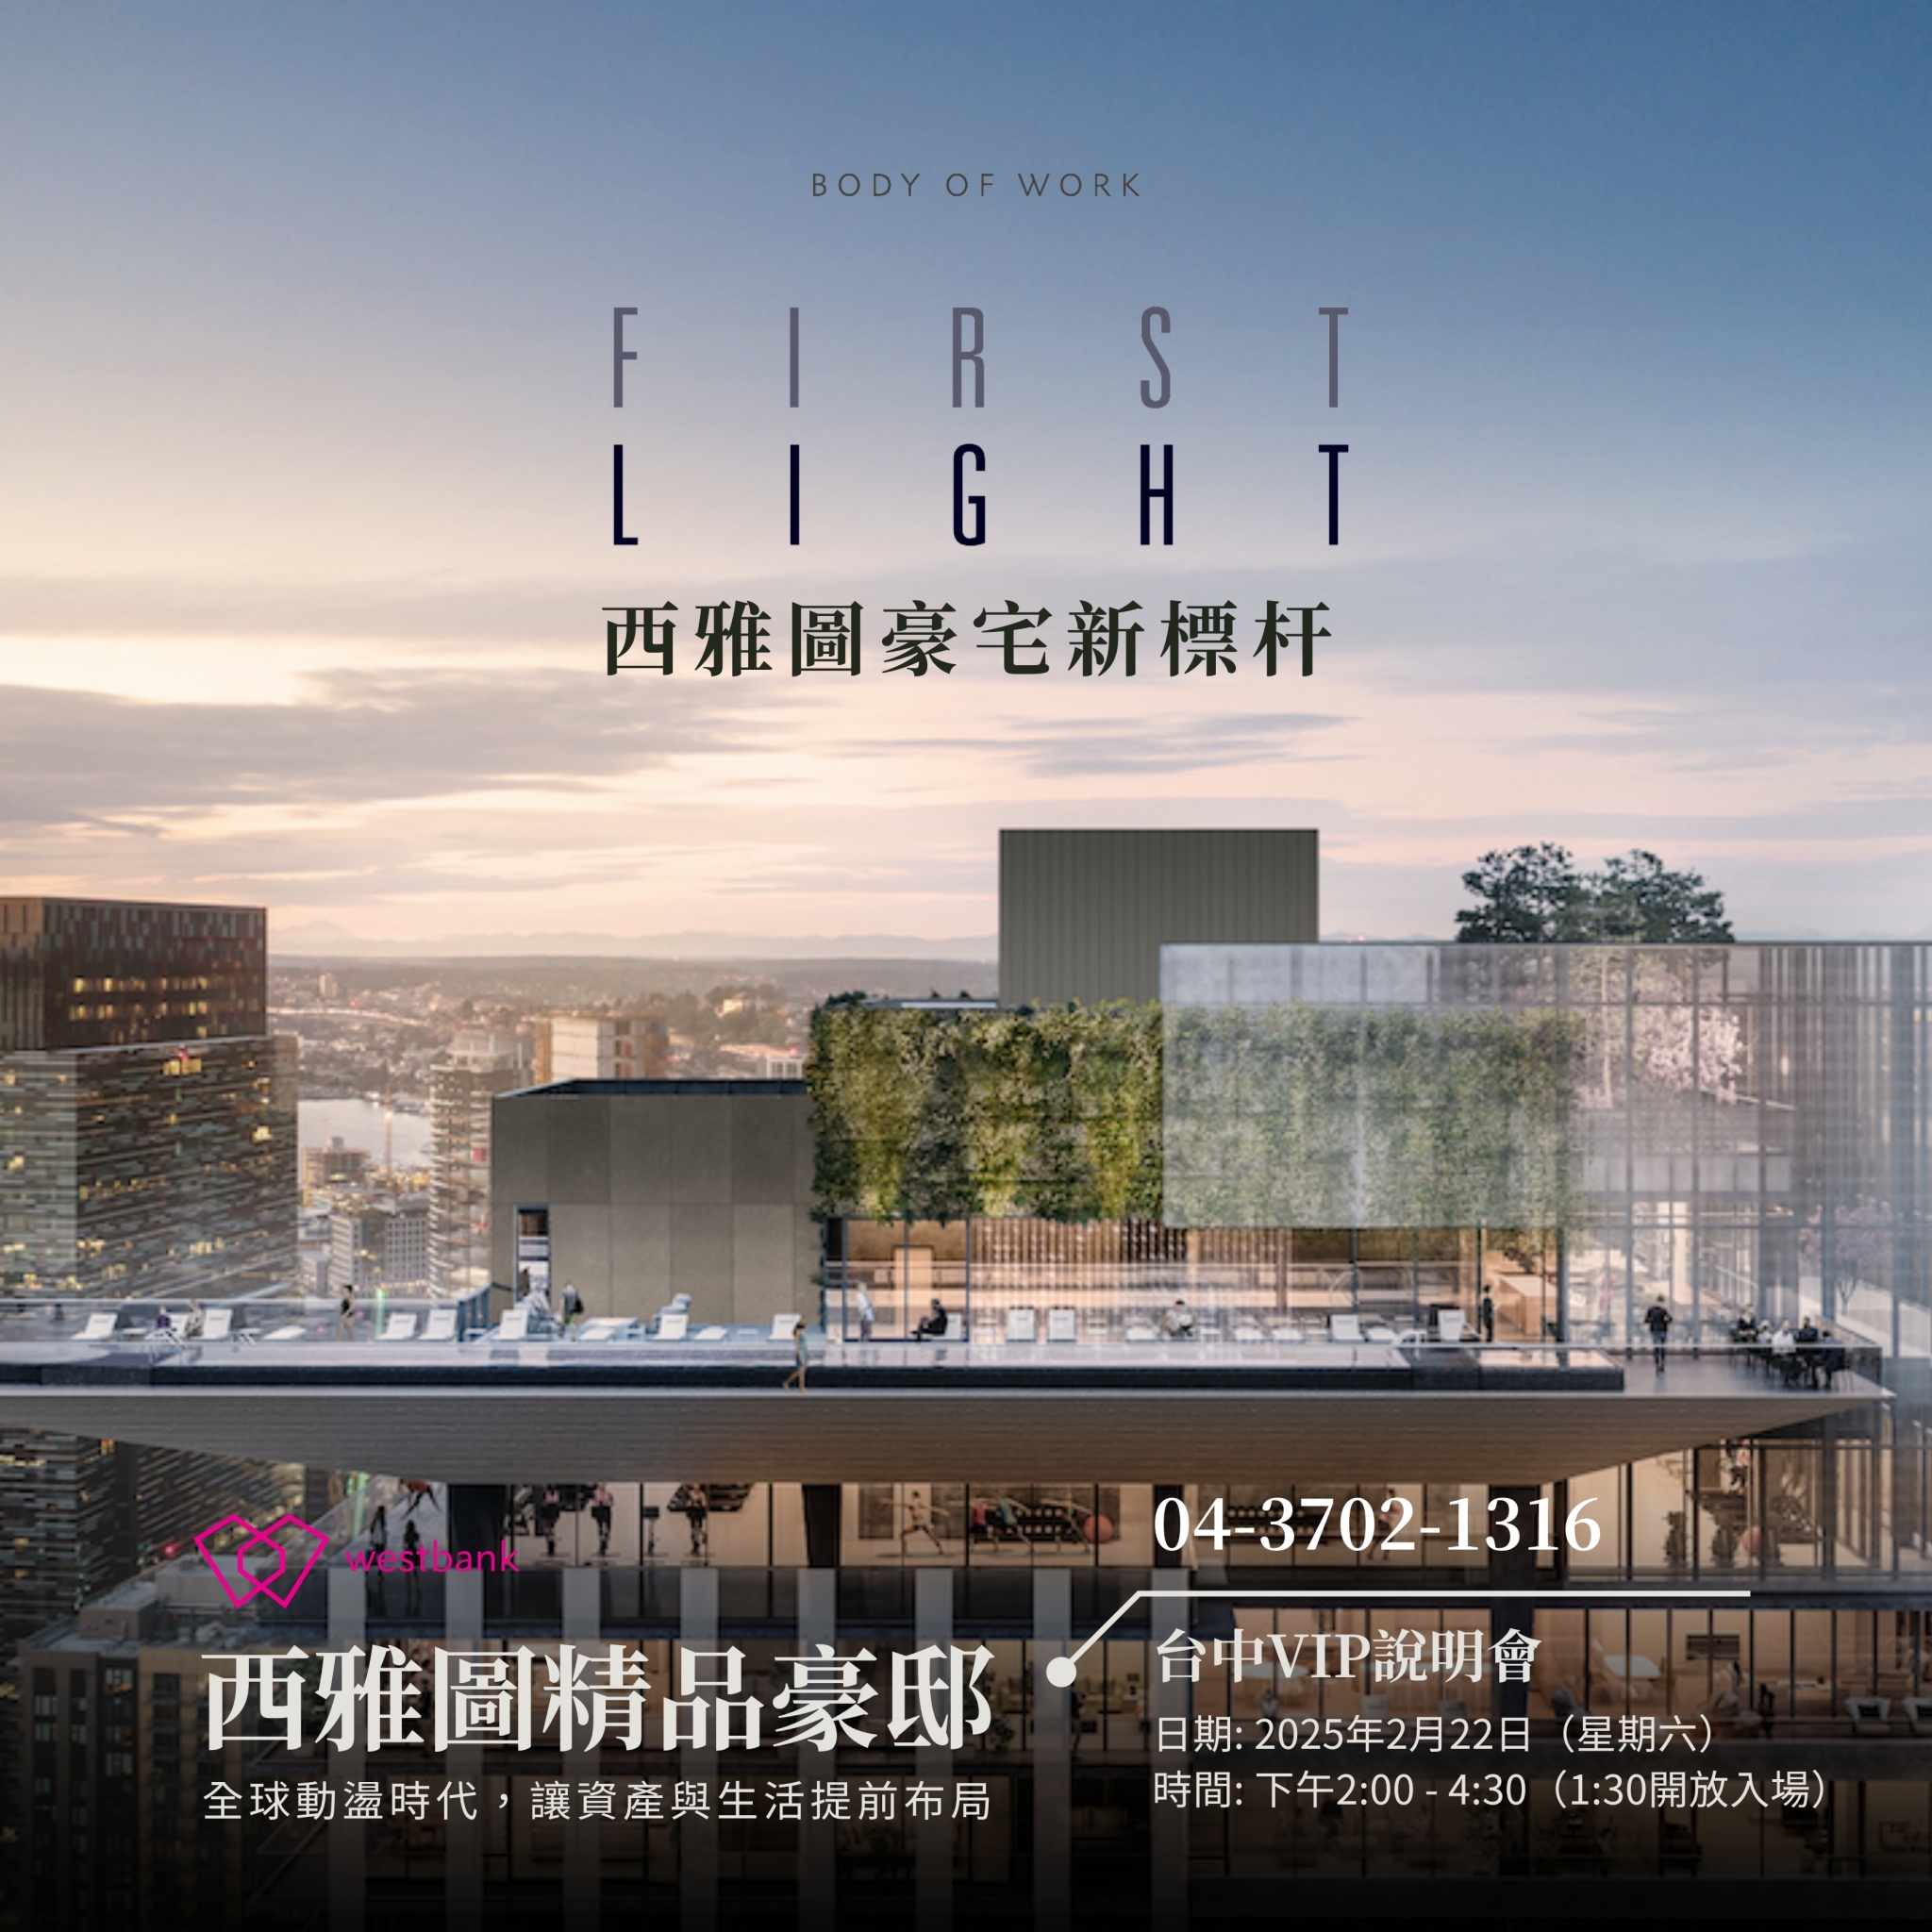 BODY OF WORK
FIRST
LIGHT
西雅圖豪宅新標杆
westbank
西雅圖精品豪邸
全球動盪時代，讓資產與生活提前布局
04-3702-1316
台中VIP說明會
日期: 2025年2月22日（星期六）
時間: 下午2:00 - 4:30（1:30開放入場）